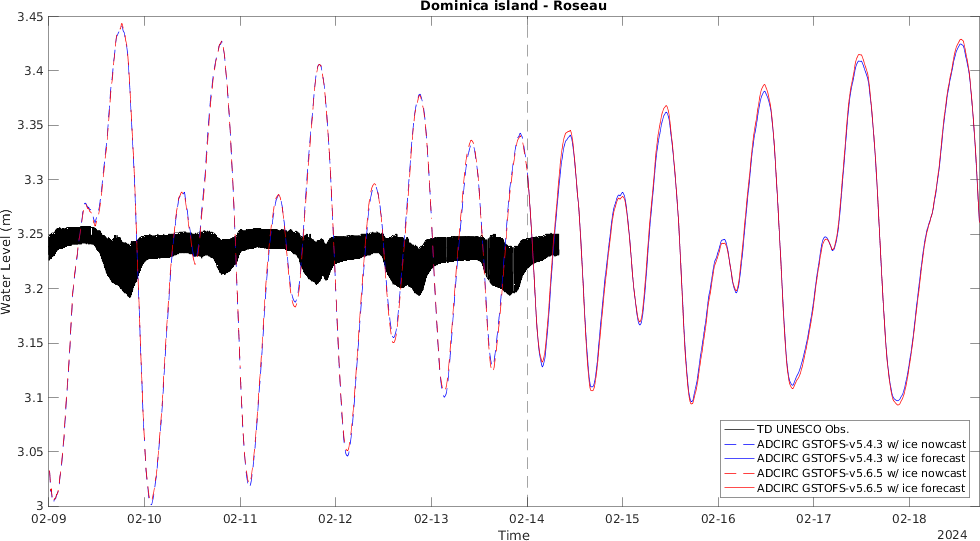 Dominica island - Roseau
3.45
3.4
3.35
3.3
3.25
3.2
3.15
3.1
3.05
3
Water Level (m)
02-09 02-10 02-11 02-12 02-13 02-14 02-15 02-16 02-17 02-18
Time
2024
TD UNESCO Obs.
ADCIRC GSTOFS-v5.4.3 w/ ice nowcast
ADCIRC GSTOFS-v5.4.3 w/ ice forecast
ADCIRC GSTOFS-v5.6.5 w/ ice nowcast
ADCIRC GSTOFS-v5.6.5 w/ ice forecast